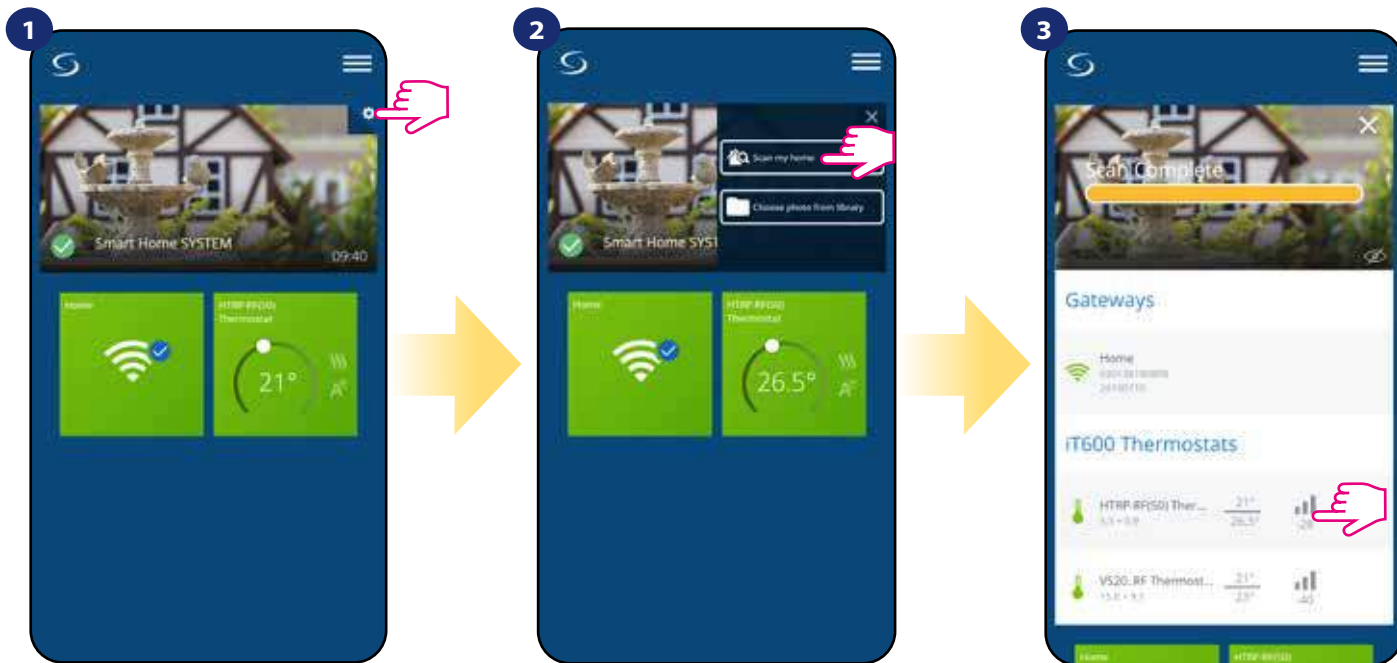 1
Smart Home SYSTEM
09:40
Home
HTRP-RF(50)
Thermostat
21°
2
Scan my home
Choose photo from library
Smart Home SYST
Home
HTRP-RF(50)
Thermostat
26.5°
3
Scan Complete
Gateways
Home
iT600 Thermostats
HTRP-RF(50) Ther... 21°
26.5° -28
VS20..RF Thermost... 21°
23° -40
Home
HTRP-RF(50)